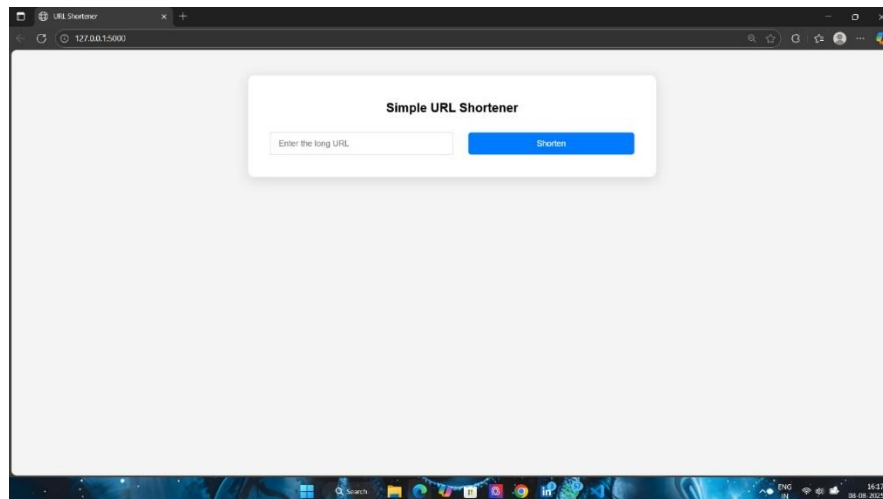 URL Shortener
127.0.0.1:5000
Simple URL Shortener
Enter the long URL
Shorten
Search
ENG
IN
16:17
08-08-2025